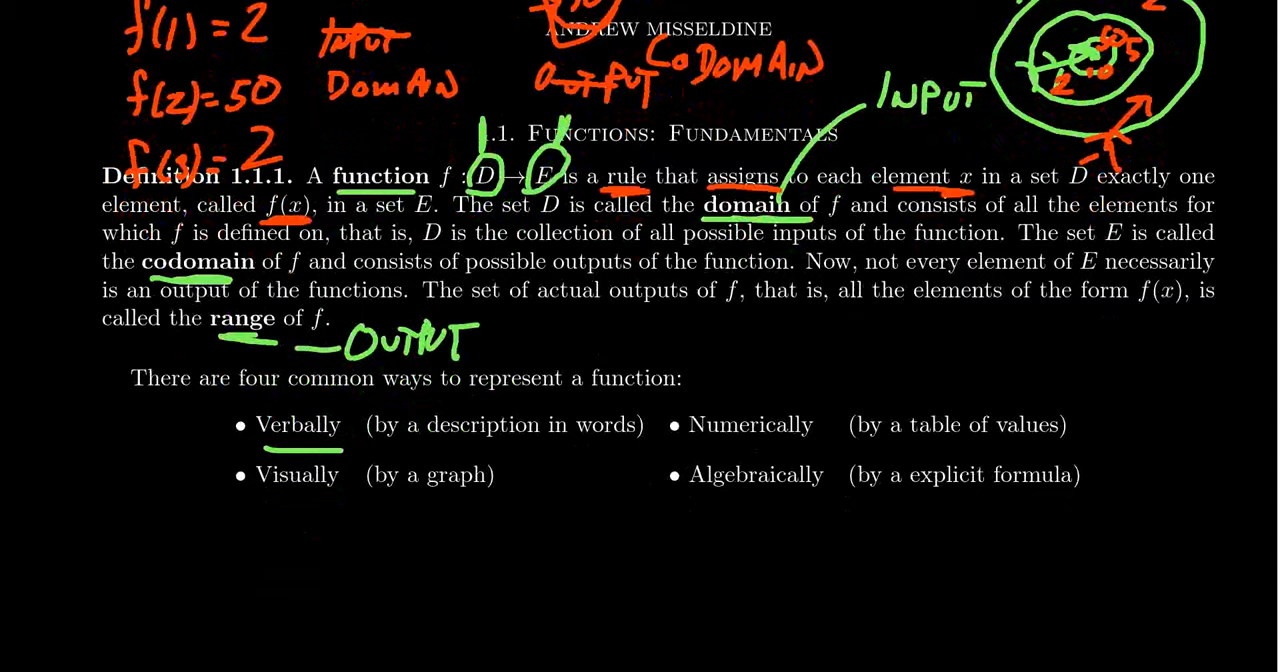 f(1) = 2
INPUT
DOMAIN
ANDREW MISSELDINE
OUTPUT
CODOMAIN
INPUT
2
50 5
2 10
f(2) = 50
f(3) = 2
1.1. FUNCTIONS: FUNDAMENTALS
Definition 1.1.1. A function f : D → E is a rule that assigns to each element x in a set D exactly one
element, called f(x), in a set E. The set D is called the domain of f and consists of all the elements for
which f is defined on, that is, D is the collection of all possible inputs of the function. The set E is called
the codomain of f and consists of possible outputs of the function. Now, not every element of E necessarily
is an output of the functions. The set of actual outputs of f, that is, all the elements of the form f(x), is
called the range of f.
— OUTPUT
There are four common ways to represent a function:
• Verbally (by a description in words) • Numerically (by a table of values)
• Visually (by a graph) • Algebraically (by a explicit formula)